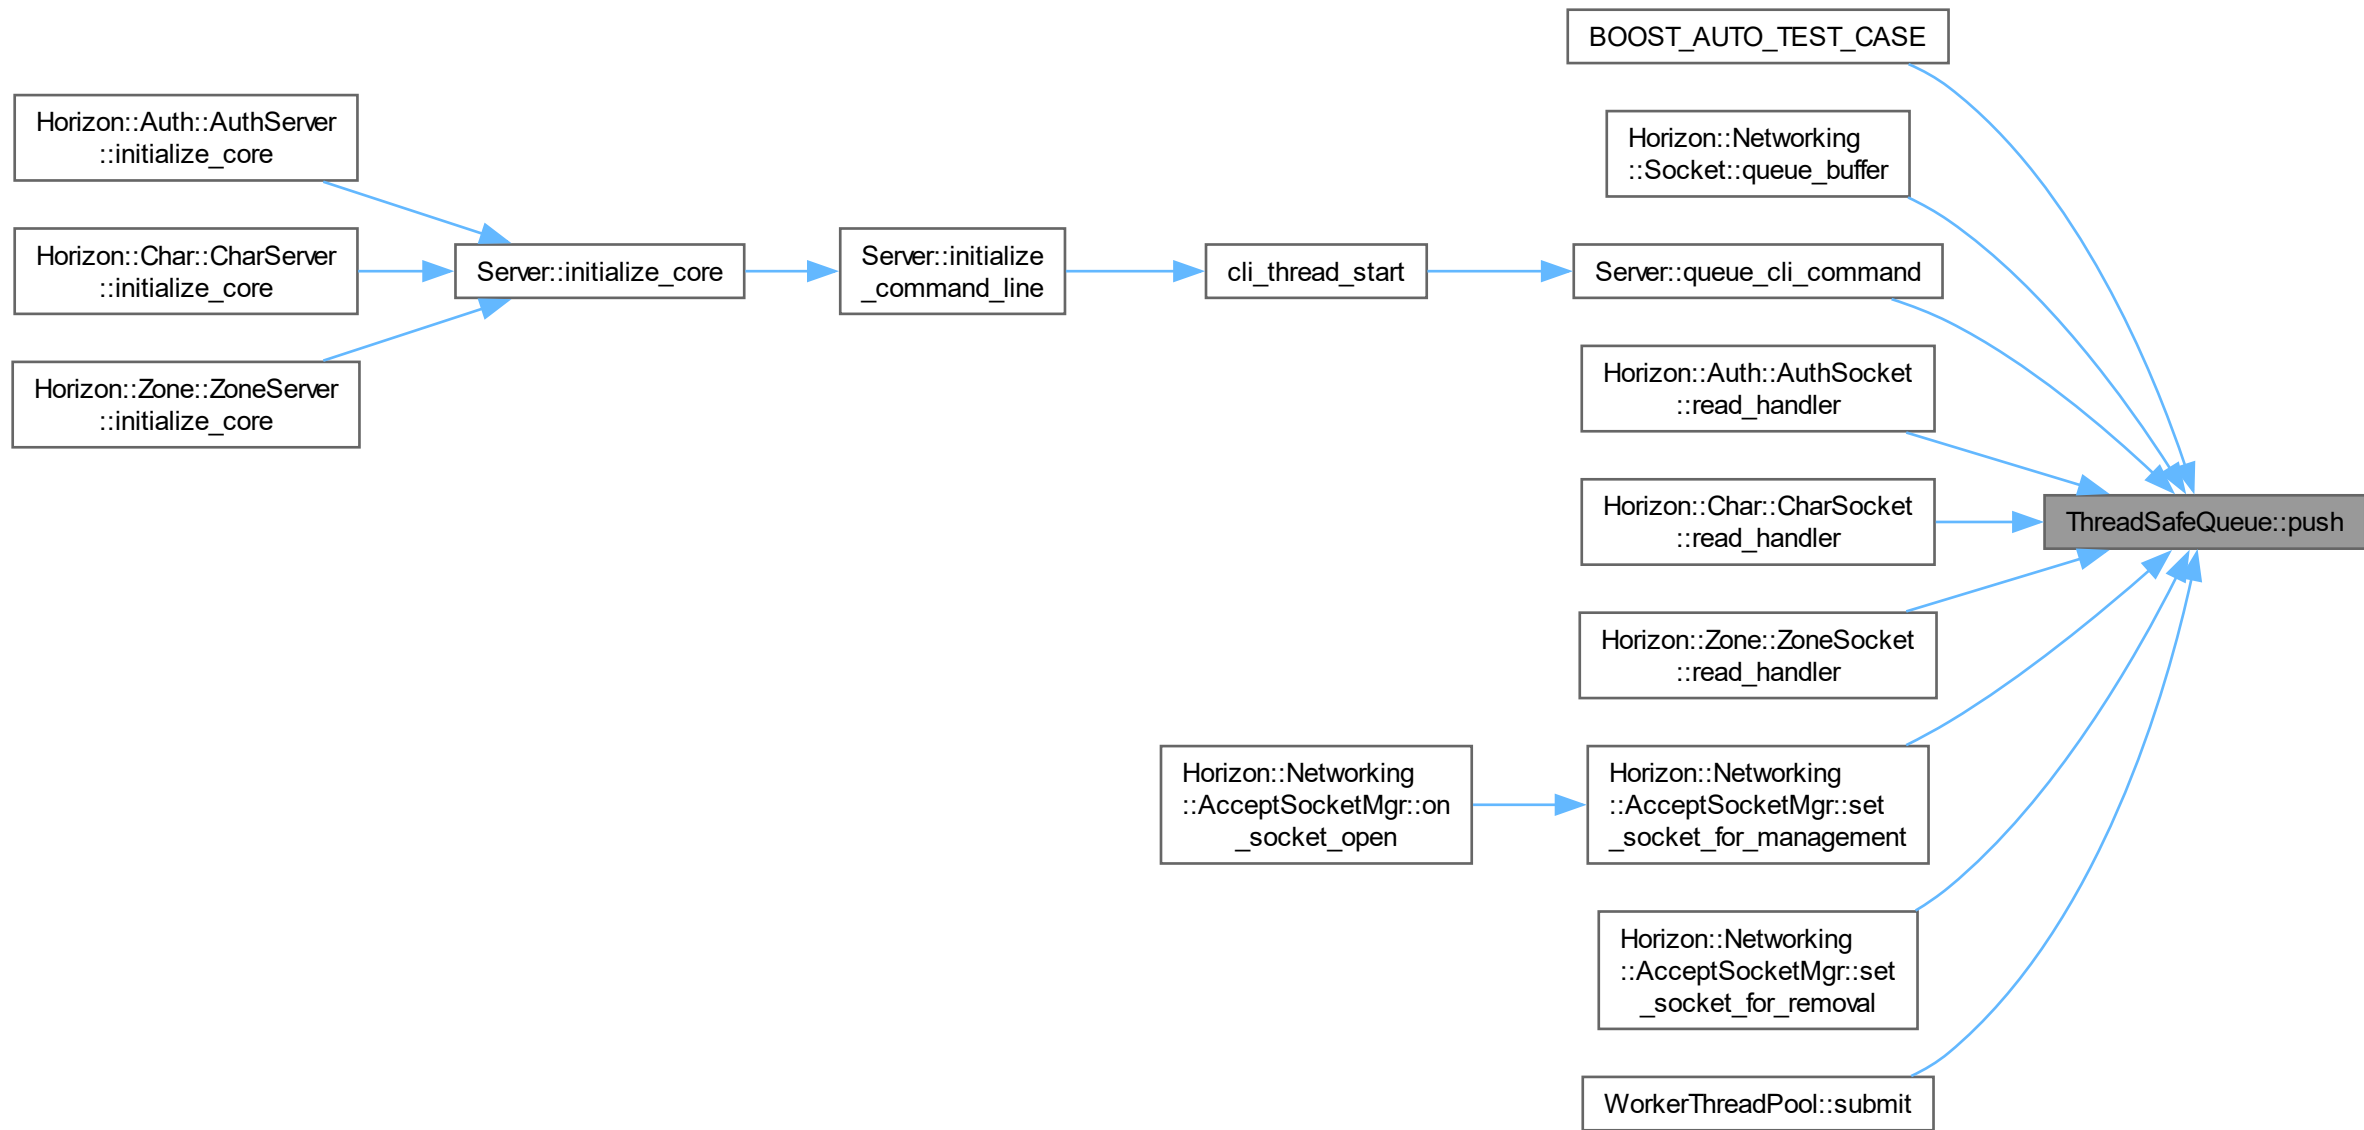 BOOST_AUTO_TEST_CASE
Horizon::Networking
::Socket::queue_buffer
Horizon::Auth::AuthServer
::initialize_core
Horizon::Char::CharServer
::initialize_core
Horizon::Zone::ZoneServer
::initialize_core
Server::initialize_core
Server::initialize
_command_line
cli_thread_start
Server::queue_cli_command
Horizon::Auth::AuthSocket
::read_handler
Horizon::Char::CharSocket
::read_handler
ThreadSafeQueue::push
Horizon::Zone::ZoneSocket
::read_handler
Horizon::Networking
::AcceptSocketMgr::on
_socket_open
Horizon::Networking
::AcceptSocketMgr::set
_socket_for_management
Horizon::Networking
::AcceptSocketMgr::set
_socket_for_removal
WorkerThreadPool::submit